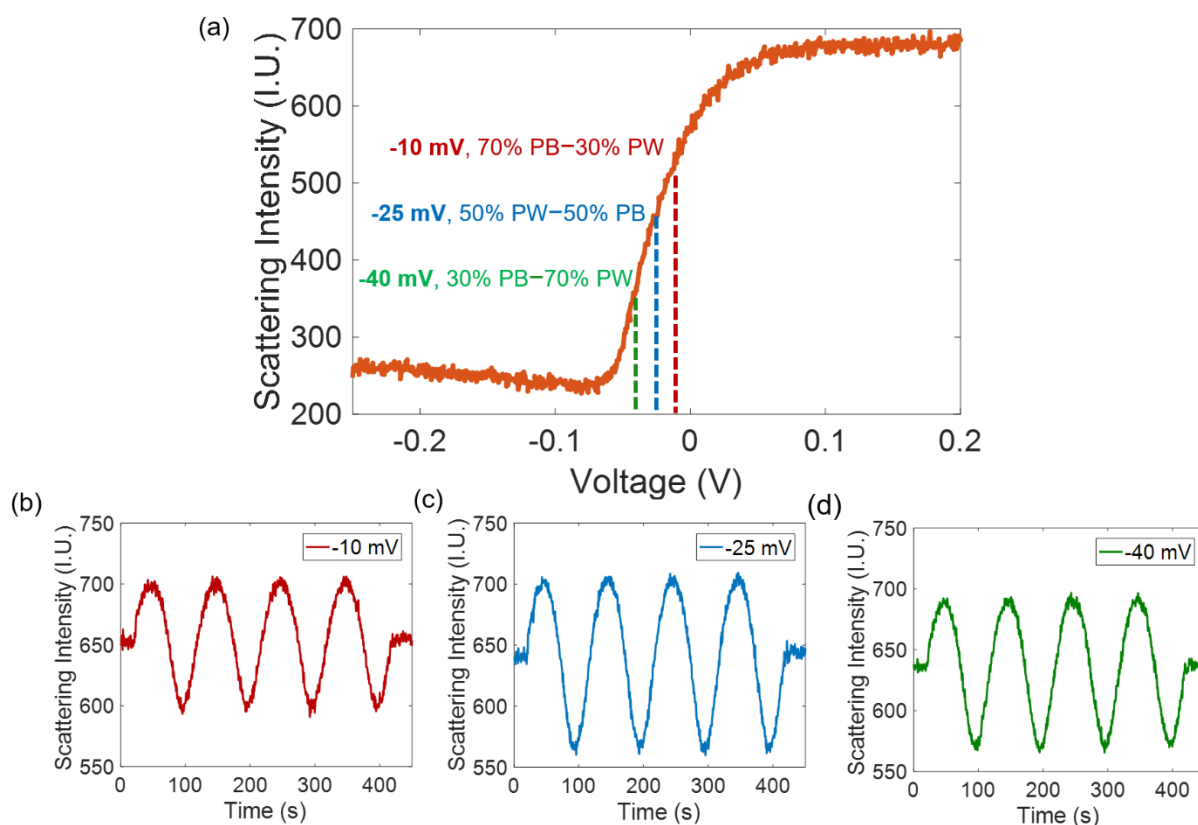 (a)
Scattering Intensity (I.U.)
700
600
500
400
300
200
-10 mV, 70% PB−30% PW
-25 mV, 50% PW−50% PB
-40 mV, 30% PB−70% PW
-0.2 -0.1 0 0.1 0.2
Voltage (V)
(b)
Scattering Intensity (I.U.)
750
700
650
600
550
-10 mV
0 100 200 300 400
Time (s)
(c)
Scattering Intensity (I.U.)
750
700
650
600
550
-25 mV
0 100 200 300 400
Time (s)
(d)
Scattering Intensity (I.U.)
750
700
650
600
550
-40 mV
0 100 200 300 400
Time (s)